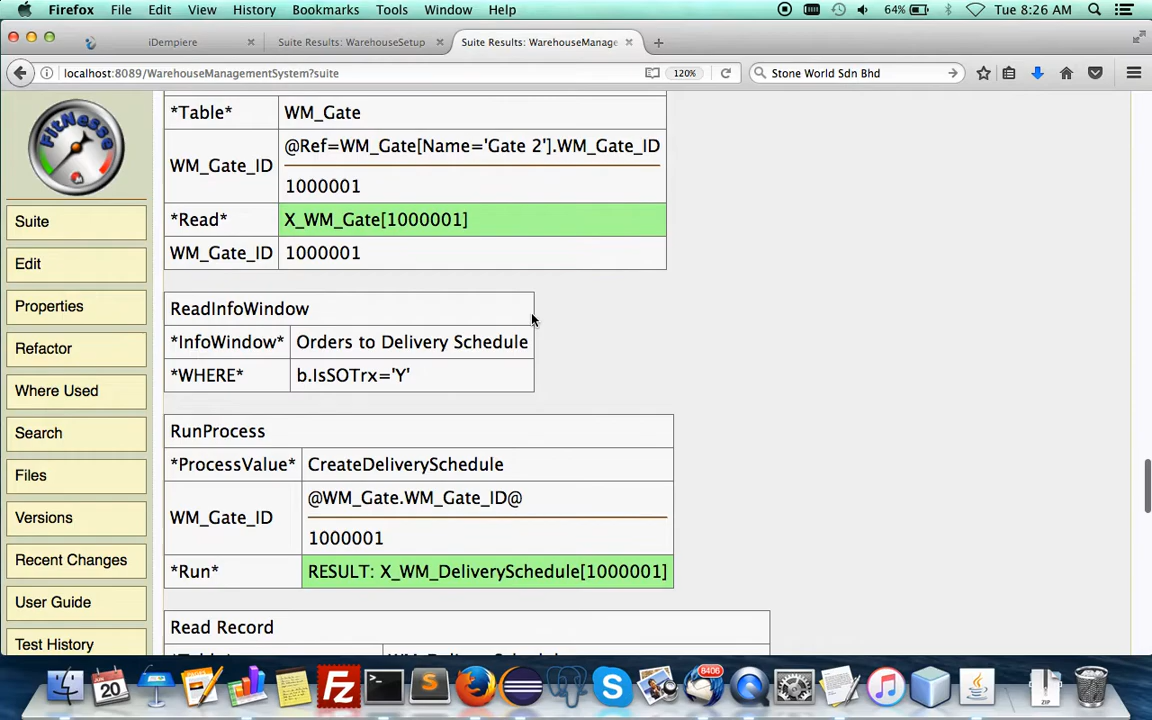 Firefox File Edit View History Bookmarks Tools Window Help 64% Tue 8:26 AM
iDempiere Suite Results: WarehouseSetup Suite Results: WarehouseManage
localhost:8089/WarehouseManagementSystem?suite 120% Stone World Sdn Bhd
FitNesse
Suite
Edit
Properties
Refactor
Where Used
Search
Files
Versions
Recent Changes
User Guide
Test History
*Table* WM_Gate
WM_Gate_ID @Ref=WM_Gate[Name='Gate 2'].WM_Gate_ID
1000001
*Read* X_WM_Gate[1000001]
WM_Gate_ID 1000001
ReadInfoWindow
*InfoWindow* Orders to Delivery Schedule
*WHERE* b.IsSOTrx='Y'
RunProcess
*ProcessValue* CreateDeliverySchedule
WM_Gate_ID @WM_Gate.WM_Gate_ID@
1000001
*Run* RESULT: X_WM_DeliverySchedule[1000001]
Read Record
JUN
20
8406
ZIP